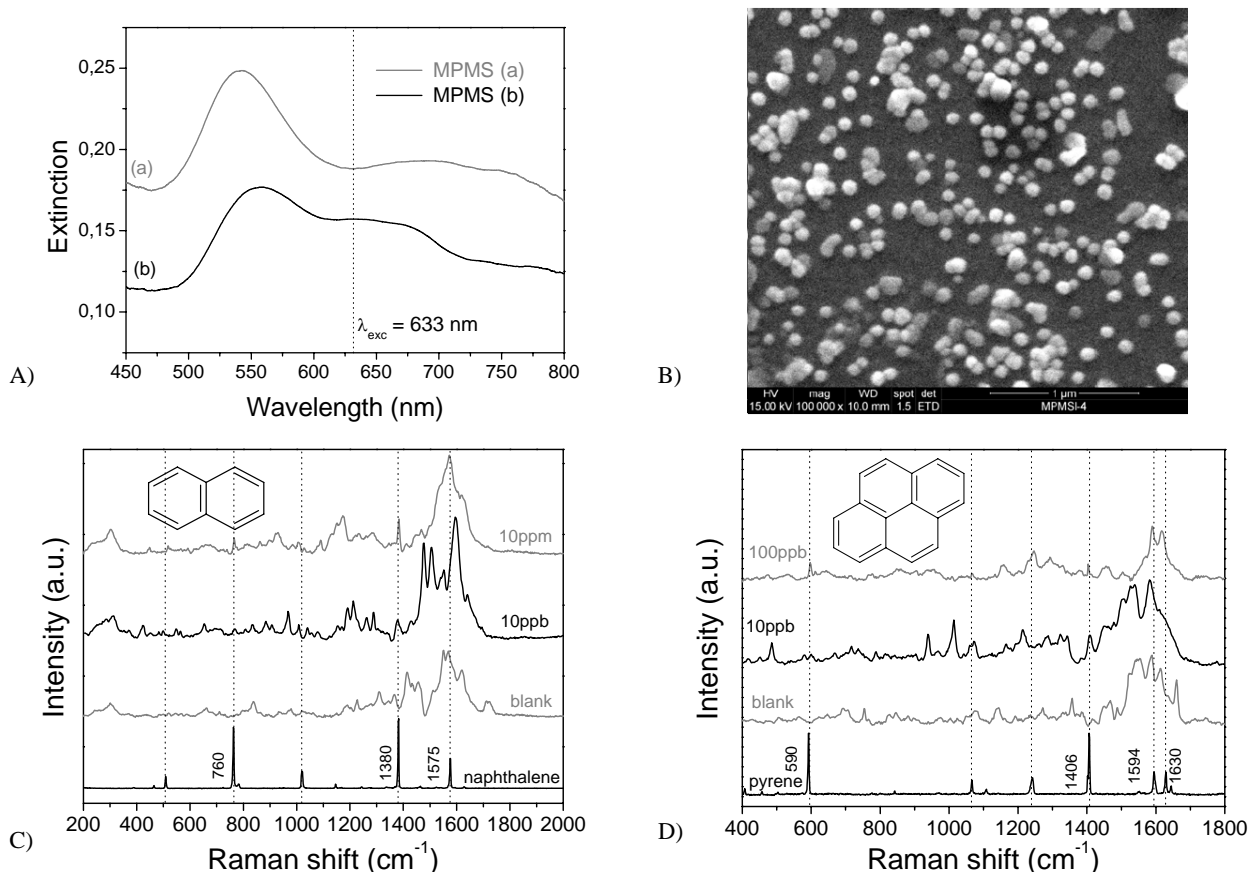 0,25
0,20
0,15
0,10
Extinction
MPMS (a)
MPMS (b)
(a)
(b)
λexc = 633 nm
450 500 550 600 650 700 750 800
Wavelength (nm)
A)
HV mag WD spot det
15.00 kV 100 000 x 10.0 mm 1.5 ETD
1 µm
MPMSI-4
B)
Intensity (a.u.)
10ppm
10ppb
blank
naphthalene
760
1380
1575
200 400 600 800 1000 1200 1400 1600 1800 2000
Raman shift (cm-1)
C)
Intensity (a.u.)
100ppb
10ppb
blank
pyrene
590
1406
1594
1630
400 600 800 1000 1200 1400 1600 1800
Raman shift (cm-1)
D)